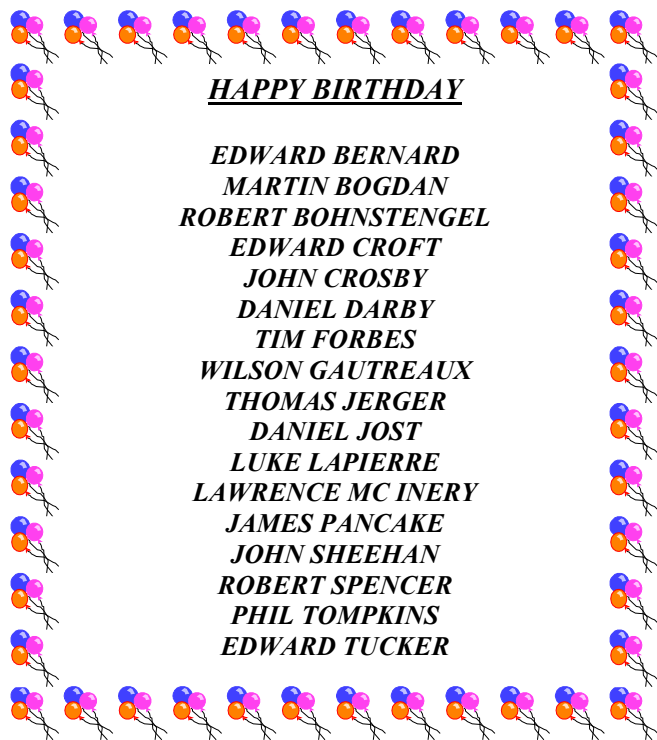 HAPPY BIRTHDAY
EDWARD BERNARD
MARTIN BOGDAN
ROBERT BOHNSTENGEL
EDWARD CROFT
JOHN CROSBY
DANIEL DARBY
TIM FORBES
WILSON GAUTREAUX
THOMAS JERGER
DANIEL JOST
LUKE LAPIERRE
LAWRENCE MC INERY
JAMES PANCAKE
JOHN SHEEHAN
ROBERT SPENCER
PHIL TOMPKINS
EDWARD TUCKER